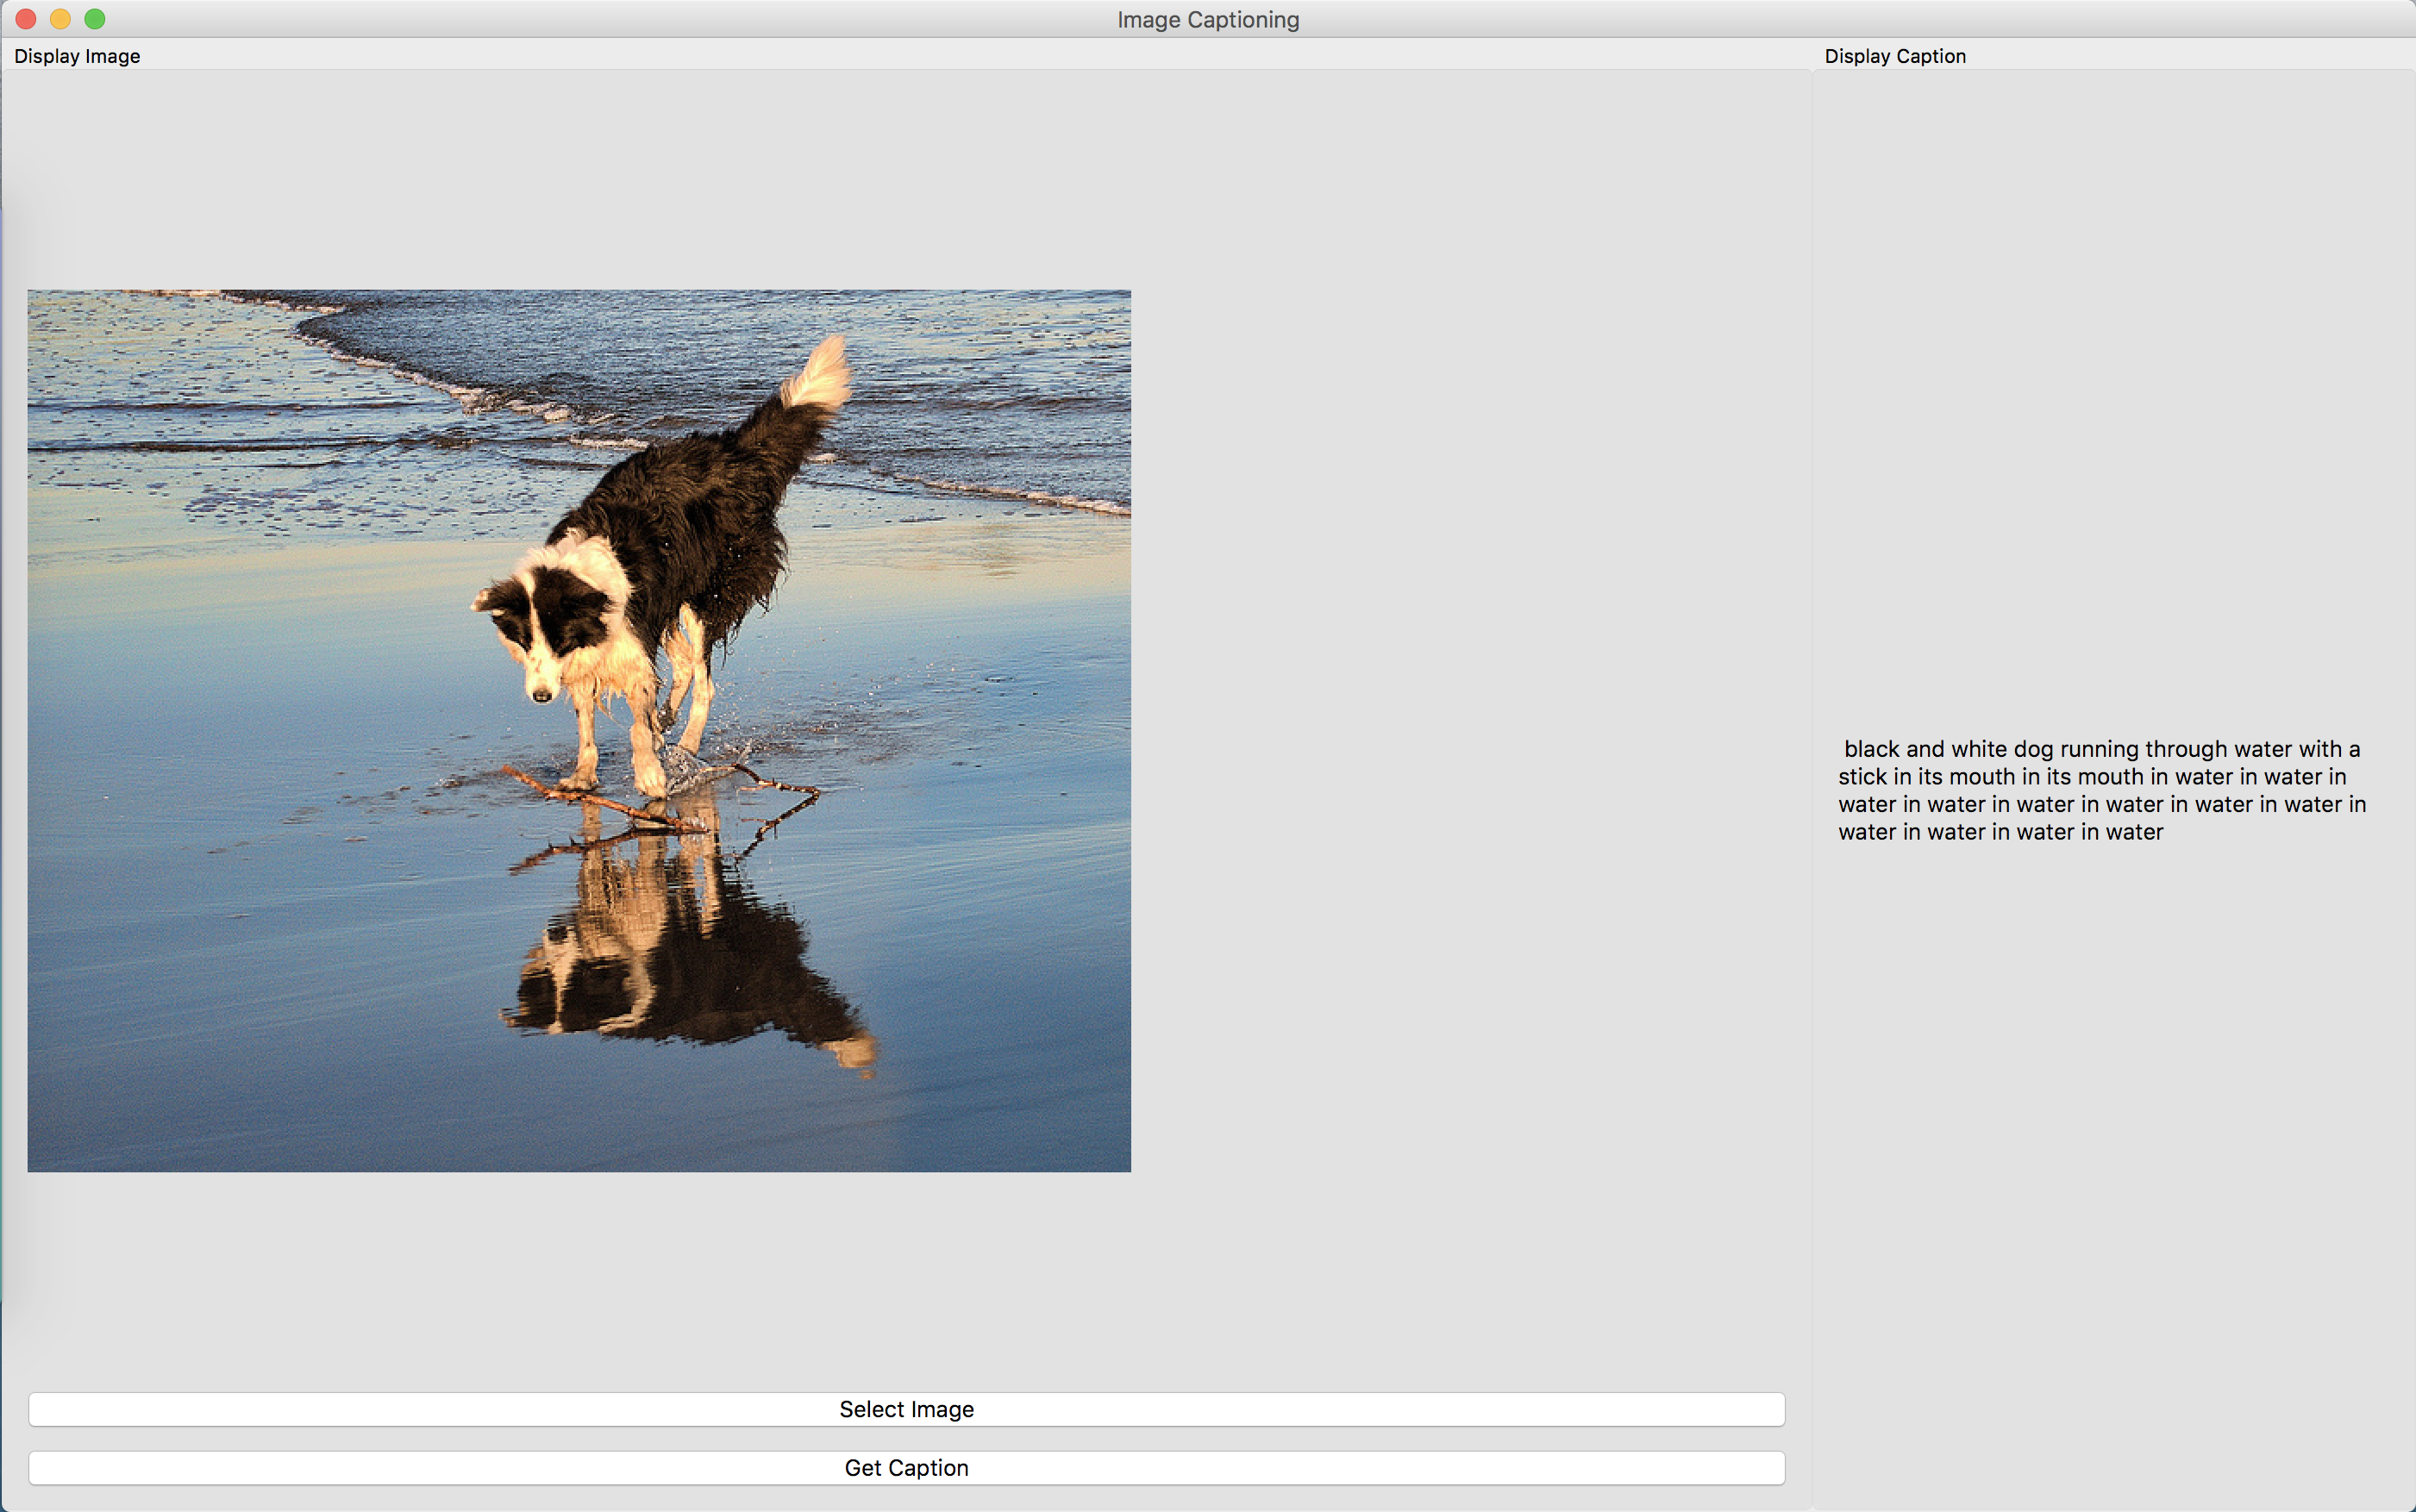 Image Captioning
Display Image
Display Caption
black and white dog running through water with a
stick in its mouth in its mouth in water in water in
water in water in water in water in water in water in
water in water in water in water
Select Image
Get Caption